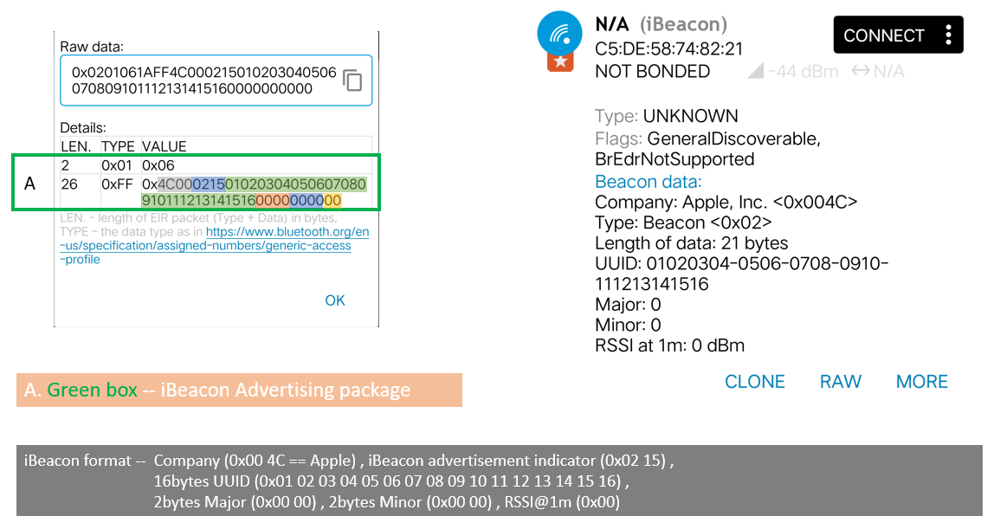 Raw data:
0x0201061AFF4C000215010203040506
07080910111213141516000000​0000
Details:
LEN. TYPE VALUE
2 0x01 0x06
A
26 0xFF 0x4C00021501020304050607080
9101112131415160000000000
LEN. - length of EIR packet (Type + Data) in bytes,
TYPE - the data type as in https://www.bluetooth.org/en
-us/specification/assigned-numbers/generic-access
-profile
OK
N/A (iBeacon)
CONNECT
C5:DE:58:74:82:21
NOT BONDED -44 dBm N/A
Type: UNKNOWN
Flags: GeneralDiscoverable,
BrEdrNotSupported
Beacon data:
Company: Apple, Inc. <0x004C>
Type: Beacon <0x02>
Length of data: 21 bytes
UUID: 01020304-0506-0708-0910-
111213141516
Major: 0
Minor: 0
RSSI at 1m: 0 dBm
CLONE RAW MORE
A. Green box -- iBeacon Advertising package
iBeacon format -- Company (0x00 4C == Apple) , iBeacon advertisement indicator (0x02 15) ,
16bytes UUID (0x01 02 03 04 05 06 07 08 09 10 11 12 13 14 15 16) ,
2bytes Major (0x00 00) , 2bytes Minor (0x00 00) , RSSI@1m (0x00)